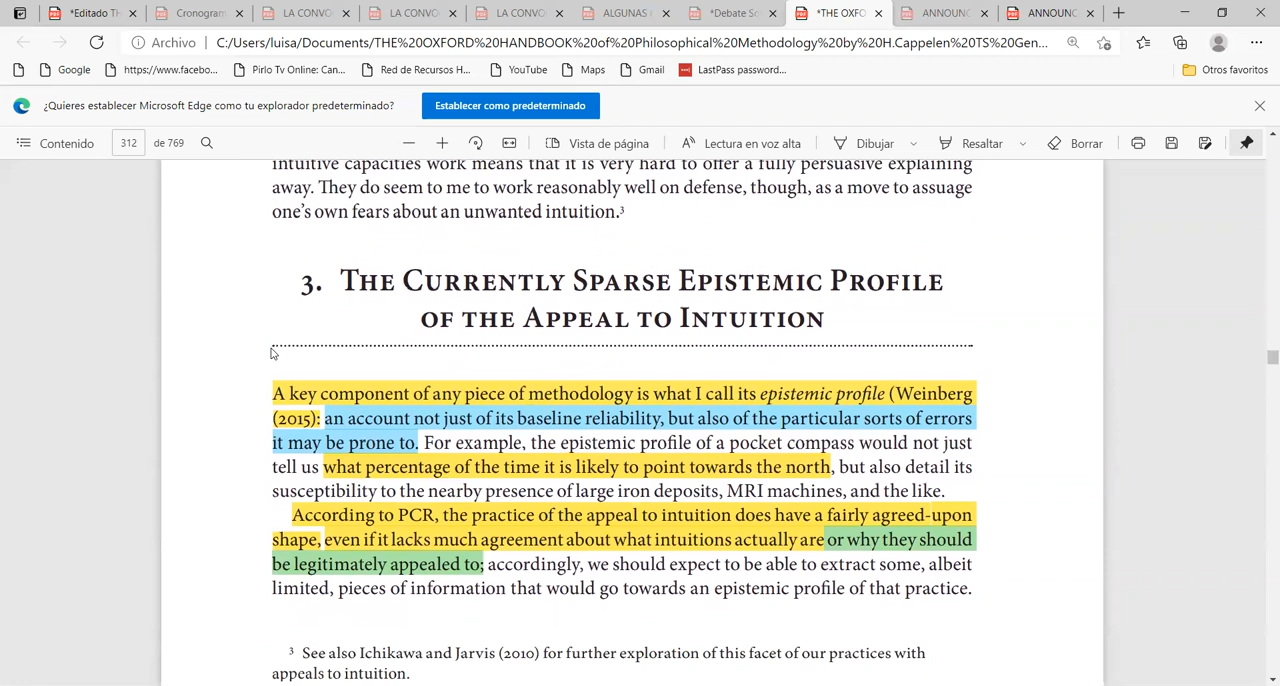 *Editado TH
Cronogram
LA CONVO
LA CONVO
LA CONVO
ALGUNAS (
*Debate So
*THE OXFO
ANNOUNC
ANNOUNC
Archivo
C:/Users/luisa/Documents/THE%20OXFORD%20HANDBOOK%20of%20Philosophical%20Methodology%20by%20H.Cappelen%20TS%20Gen...
Google
https://www.facebo...
Pirlo Tv Online: Can...
Red de Recursos H...
YouTube
Maps
Gmail
LastPass password...
Otros favoritos
¿Quieres establecer Microsoft Edge como tu explorador predeterminado?
Establecer como predeterminado
Contenido
312
de 769
Vista de página
Lectura en voz alta
Dibujar
Resaltar
Borrar
intuitive capacities work means that it is very hard to offer a fully persuasive explaining
away. They do seem to me to work reasonably well on defense, though, as a move to assuage
one's own fears about an unwanted intuition.³
3. The Currently Sparse Epistemic Profile
of the Appeal to Intuition
A key component of any piece of methodology is what I call its epistemic profile (Weinberg
(2015): an account not just of its baseline reliability, but also of the particular sorts of errors
it may be prone to. For example, the epistemic profile of a pocket compass would not just
tell us what percentage of the time it is likely to point towards the north, but also detail its
susceptibility to the nearby presence of large iron deposits, MRI machines, and the like.
According to PCR, the practice of the appeal to intuition does have a fairly agreed-upon
shape, even if it lacks much agreement about what intuitions actually are or why they should
be legitimately appealed to; accordingly, we should expect to be able to extract some, albeit
limited, pieces of information that would go towards an epistemic profile of that practice.
³ See also Ichikawa and Jarvis (2010) for further exploration of this facet of our practices with
appeals to intuition.